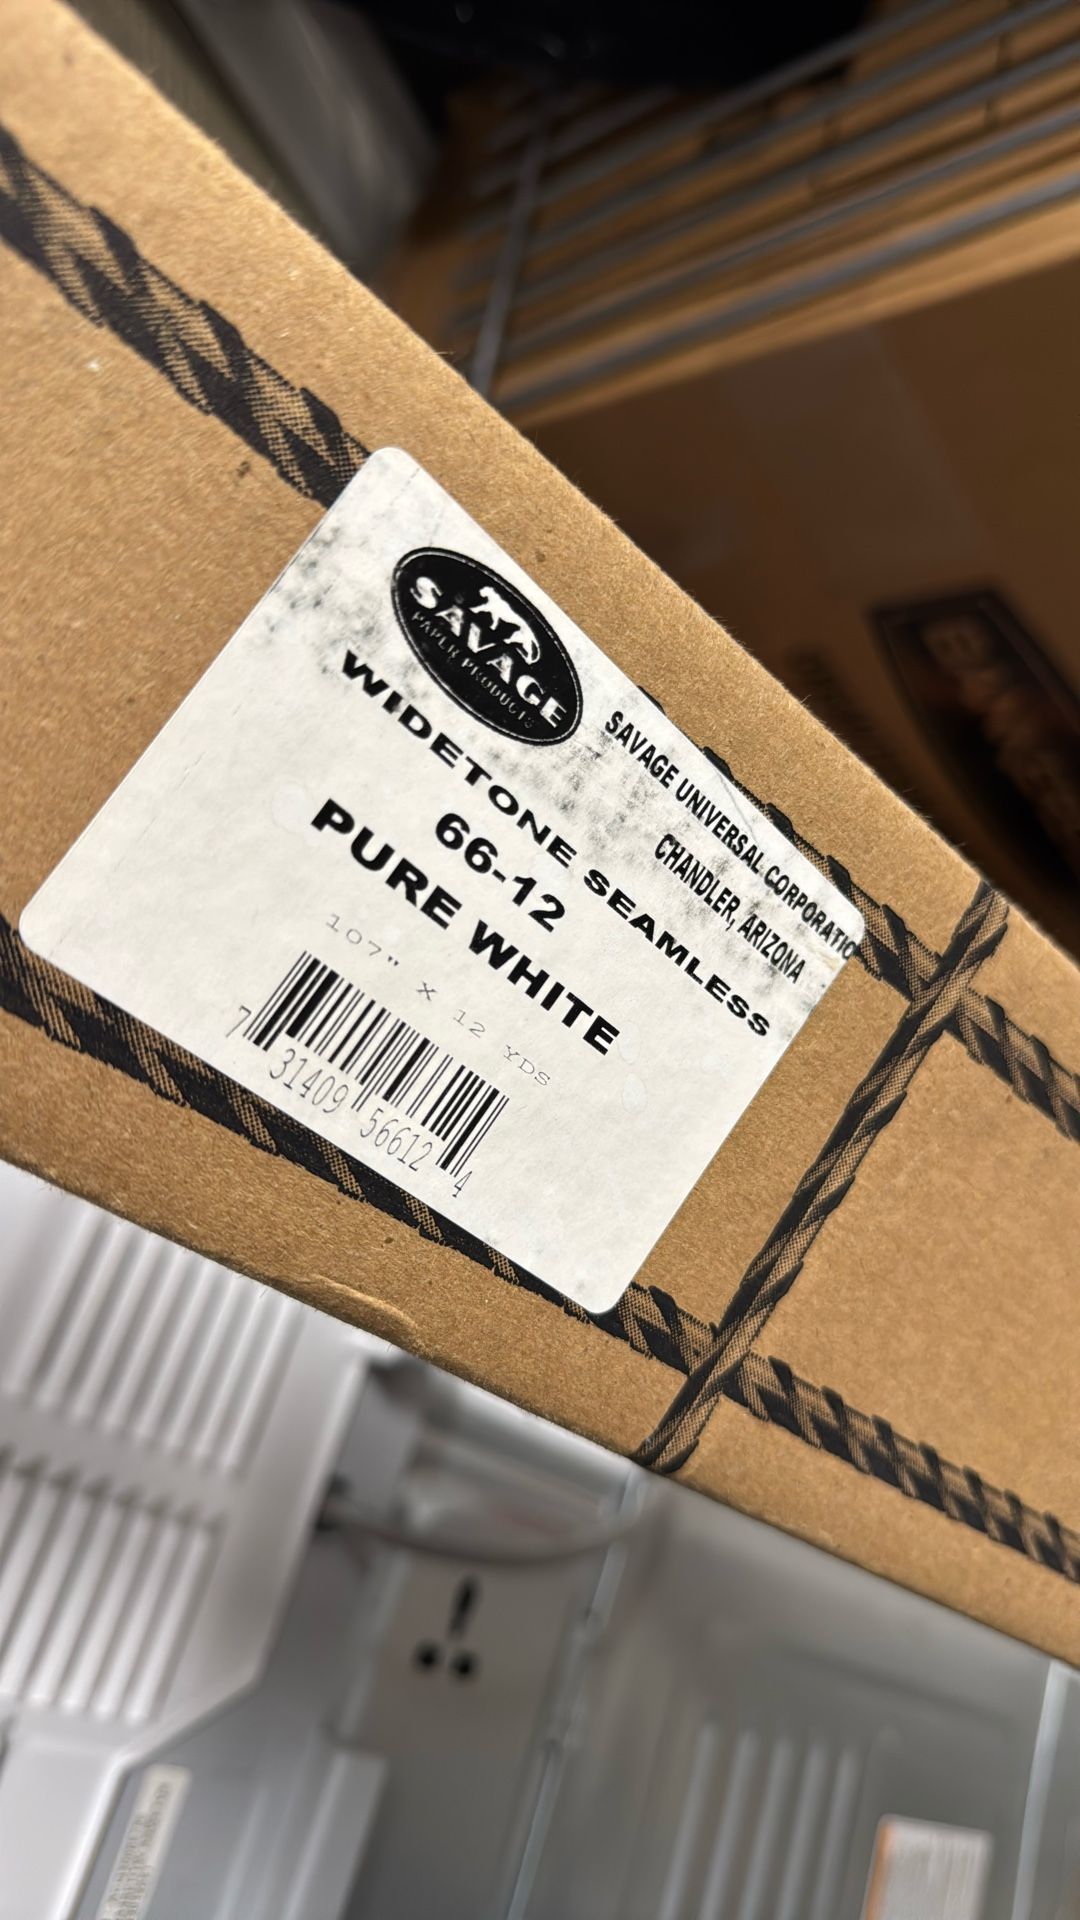 SAVAGE
PAPER PRODUCTS
SAVAGE UNIVERSAL CORPORATIO
CHANDLER, ARIZONA
WIDETONE SEAMLESS
66-12
PURE WHITE
107" X 12 YDS
7 31409 56612 4